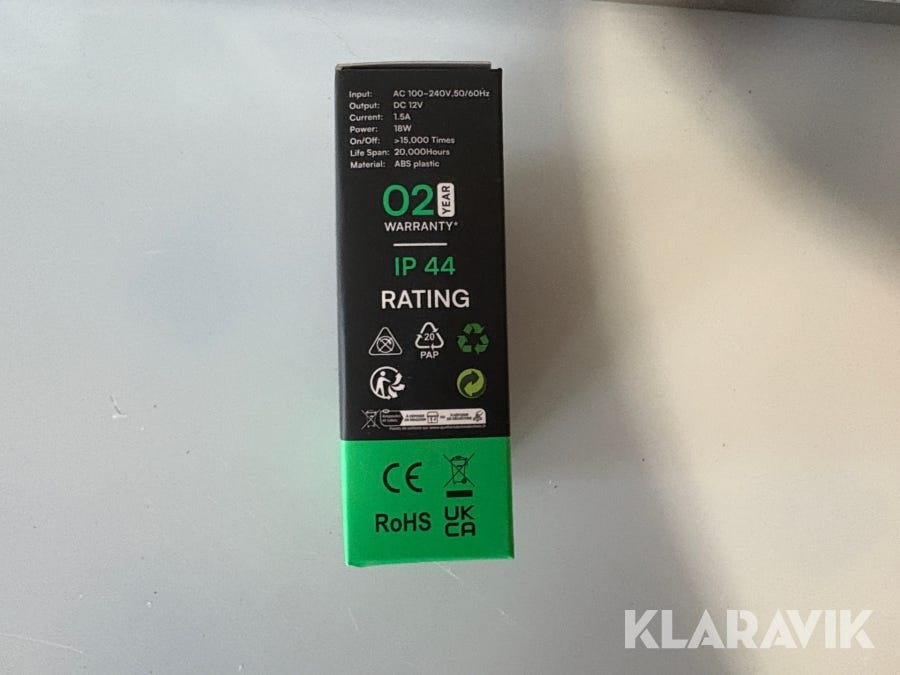 Input: AC 100-240V,50/60Hz
Output: DC 12V
Current: 1.5A
Power: 18W
On/Off: >15,000 Times
Life Span: 20,000Hours
Material: ABS plastic
02 YEAR
WARRANTY*
IP 44
RATING
20
PAP
CE
RoHS
UK
CA
KLARAVIK